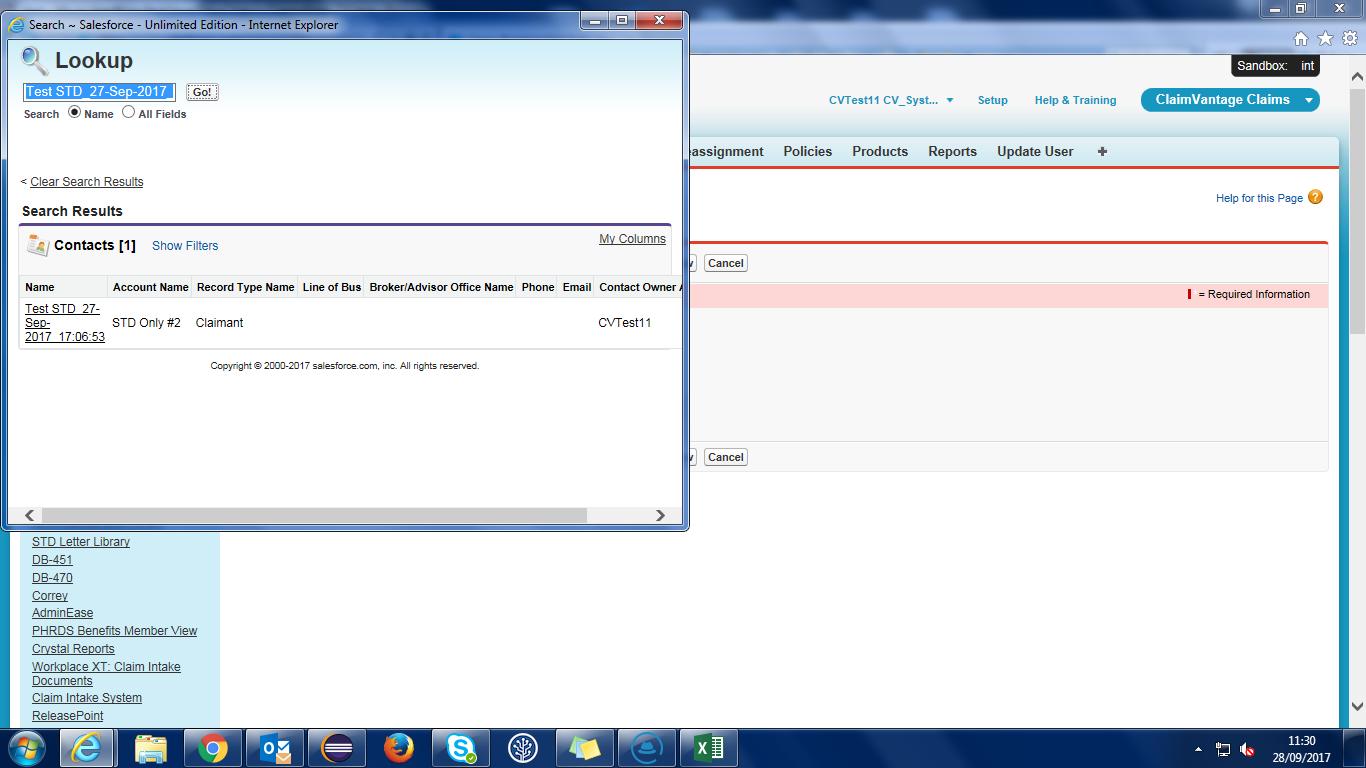 Search ~ Salesforce - Unlimited Edition - Internet Explorer
Lookup
Test STD_27-Sep-2017
Go!
Search Name All Fields
< Clear Search Results
Search Results
Contacts [1] Show Filters My Columns
Name Account Name Record Type Name Line of Bus Broker/Advisor Office Name Phone Email Contact Owner A
Test STD_27-
Sep-
2017_17:06:53
STD Only #2 Claimant CVTest11
Copyright © 2000-2017 salesforce.com, inc. All rights reserved.
Sandbox: int
CVTest11 CV_Syst... Setup Help & Training ClaimVantage Claims
eassignment Policies Products Reports Update User +
Help for this Page ?
Cancel
= Required Information
Cancel
STD Letter Library
DB-451
DB-470
Correy
AdminEase
PHRDS Benefits Member View
Crystal Reports
Workplace XT: Claim Intake
Documents
Claim Intake System
ReleasePoint
11:30
28/09/2017